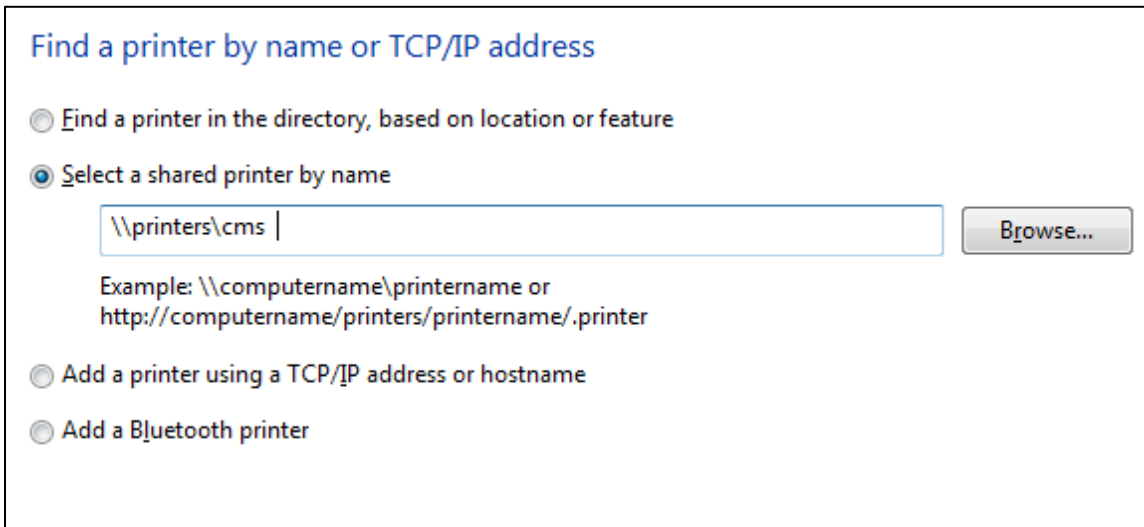 Find a printer by name or TCP/IP address
Find a printer in the directory, based on location or feature
Select a shared printer by name
\\printers\cms
Browse...
Example: \\computername\printername or
http://computername/printers/printername/.printer
Add a printer using a TCP/IP address or hostname
Add a Bluetooth printer